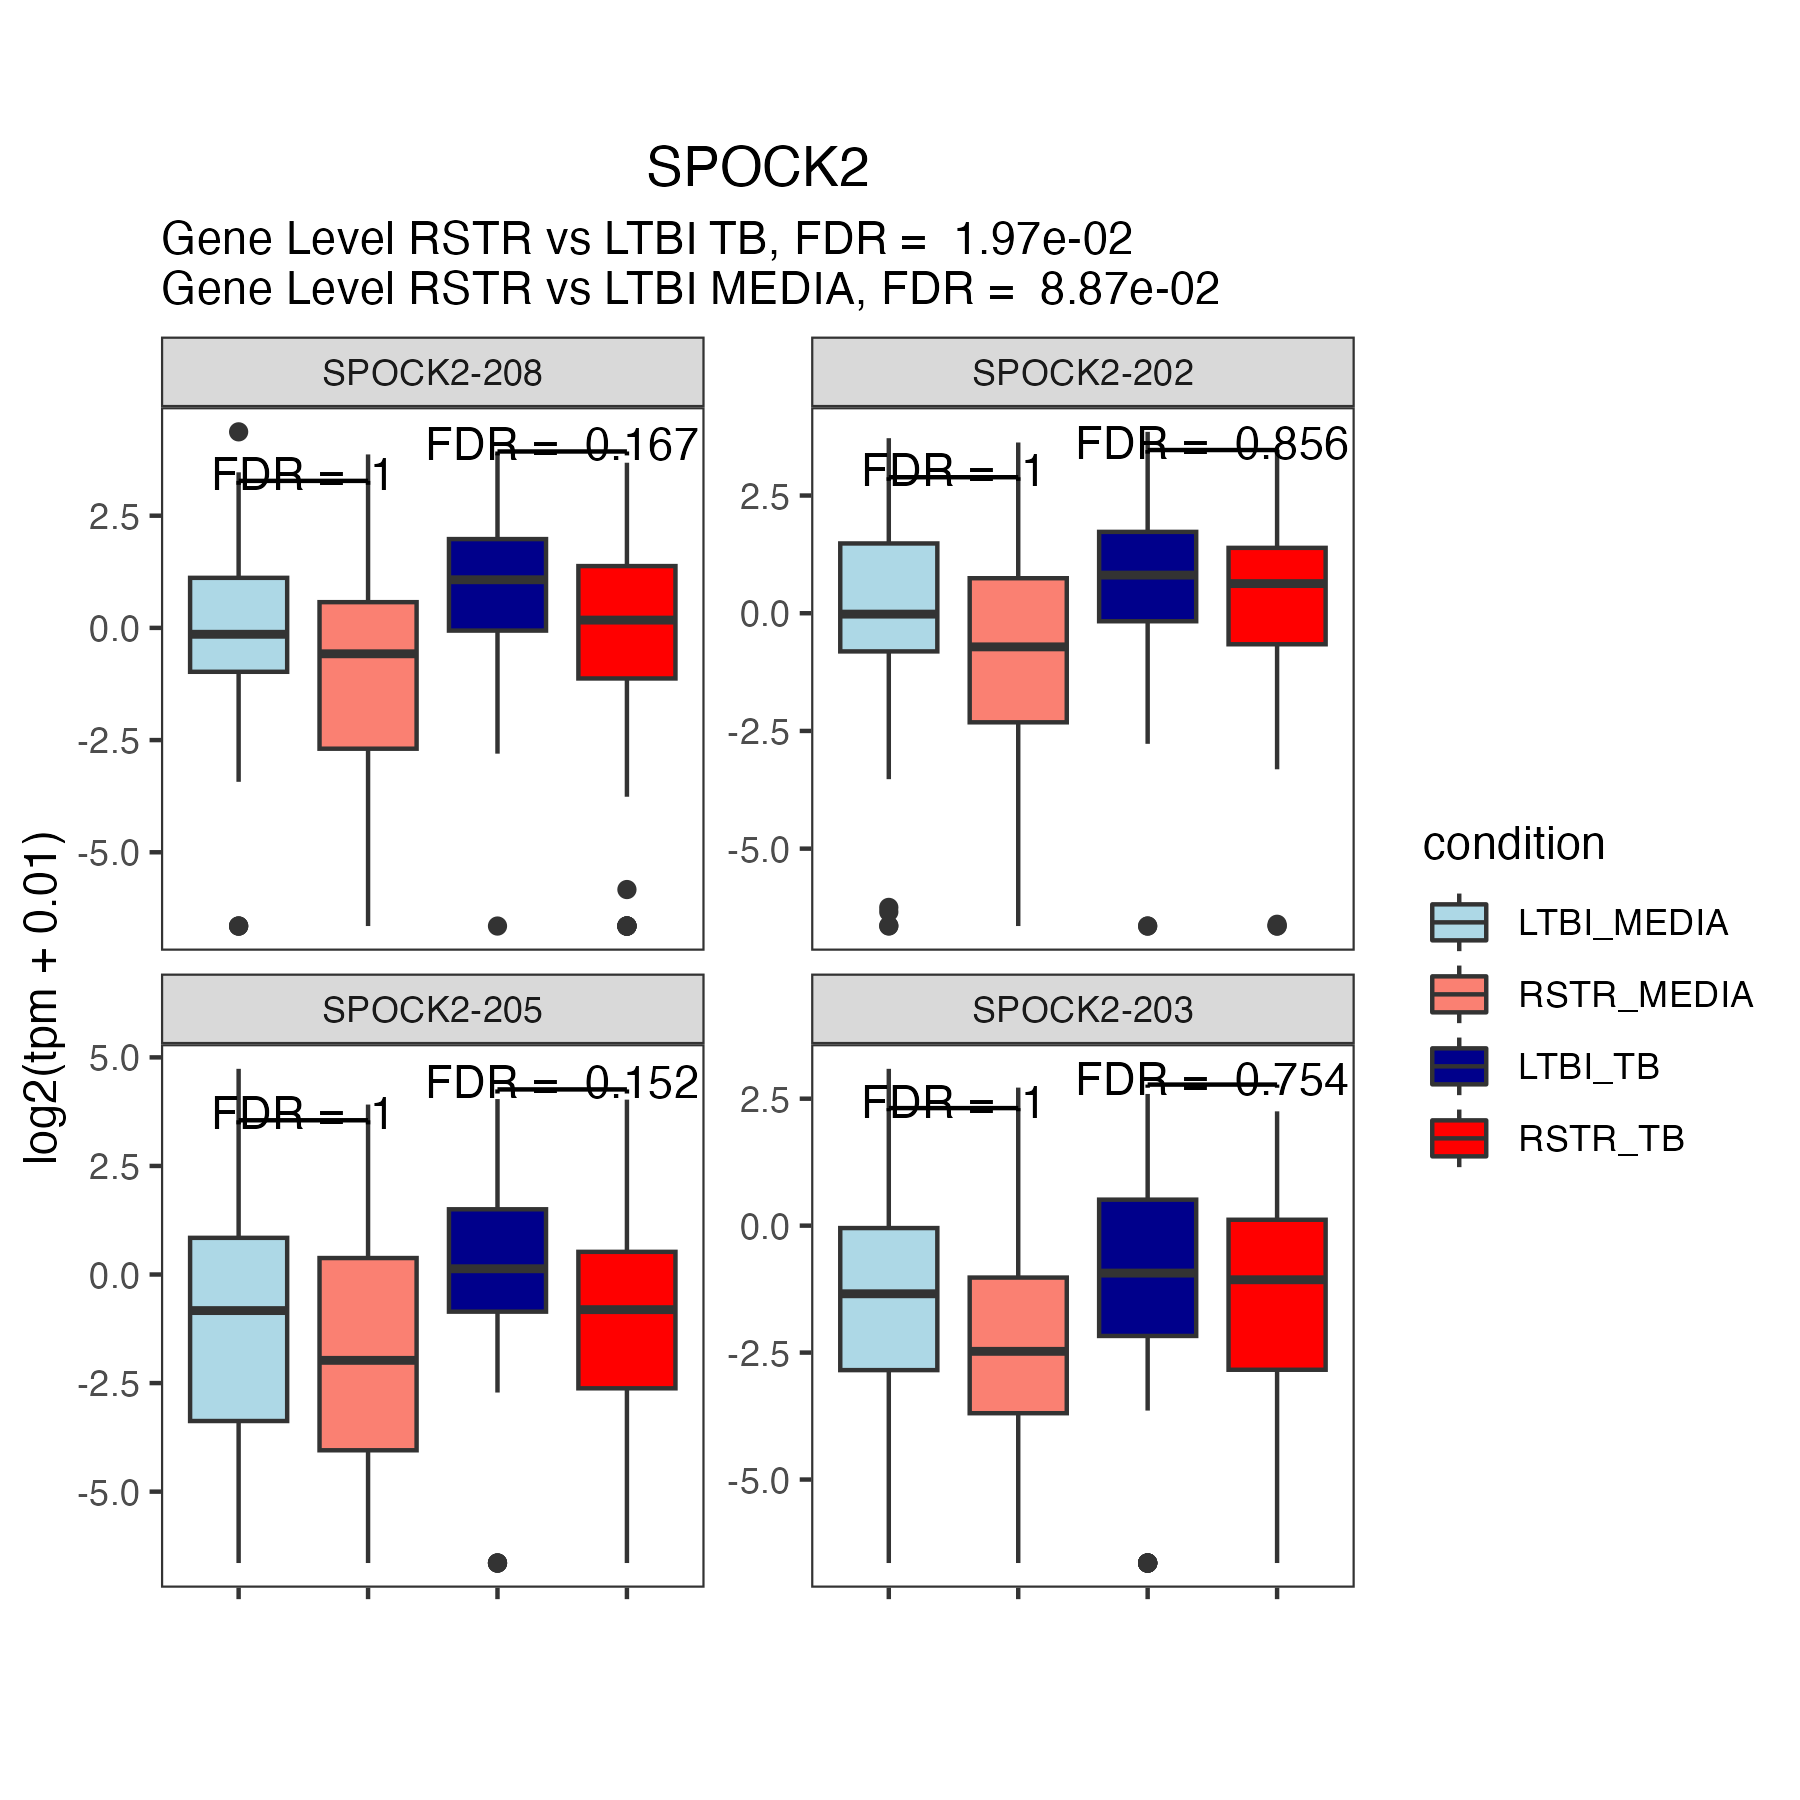 SPOCK2
Gene Level RSTR vs LTBI TB, FDR =  1.97e-02
Gene Level RSTR vs LTBI MEDIA, FDR =  8.87e-02
SPOCK2-208
FDR =  1
FDR =  0.167
2.5
0.0
-2.5
-5.0
SPOCK2-202
FDR =  1
FDR =  0.856
2.5
0.0
-2.5
-5.0
SPOCK2-205
FDR =  1
FDR =  0.152
5.0
2.5
0.0
-2.5
-5.0
SPOCK2-203
FDR =  1
FDR =  0.754
2.5
0.0
-2.5
-5.0
log2(tpm + 0.01)
condition
LTBI_MEDIA
RSTR_MEDIA
LTBI_TB
RSTR_TB